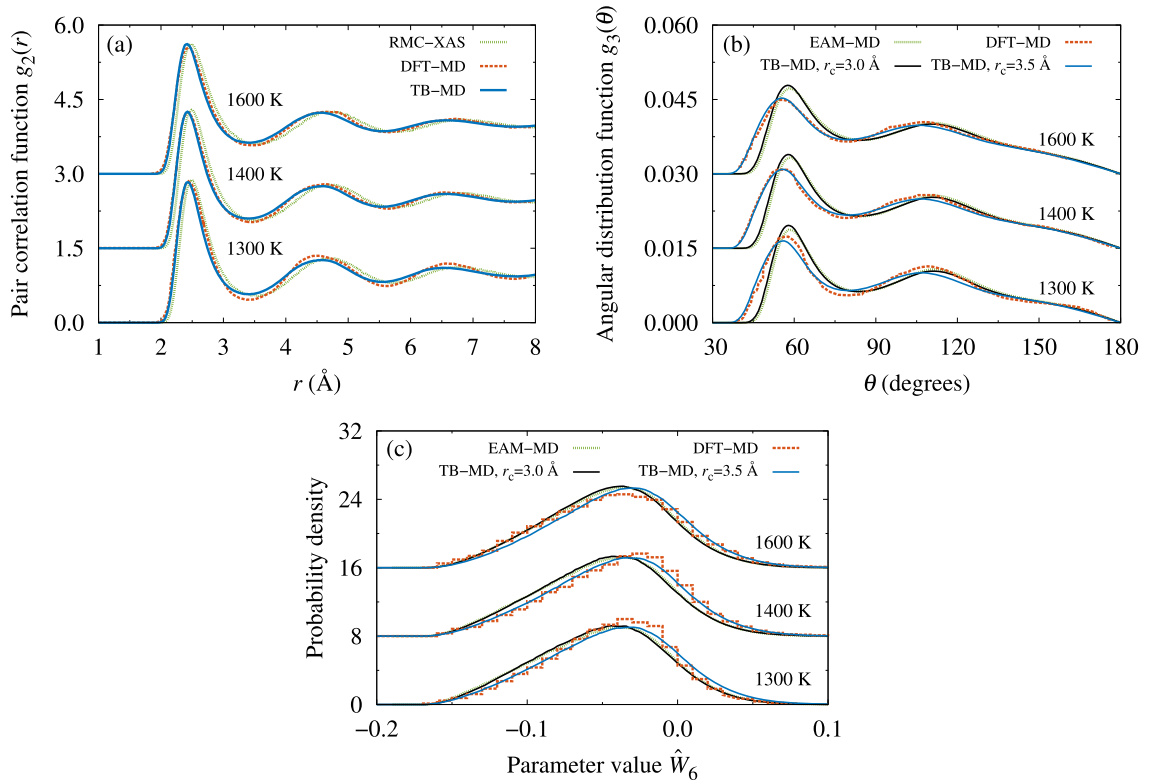 (a)
Pair correlation function g₂(r)
6.0
4.5
3.0
1.5
0.0
RMC−XAS
DFT−MD
TB−MD
1600 K
1400 K
1300 K
1 2 3 4 5 6 7 8
r (Å)
(b)
Angular distribution function g₃(θ)
0.060
0.045
0.030
0.015
0.000
EAM−MD DFT−MD
TB−MD, r_c=3.0 Å TB−MD, r_c=3.5 Å
1600 K
1400 K
1300 K
30 60 90 120 150 180
θ (degrees)
(c)
Probability density
32
24
16
8
0
EAM−MD DFT−MD
TB−MD, r_c=3.0 Å TB−MD, r_c=3.5 Å
1600 K
1400 K
1300 K
−0.2 −0.1 0.0 0.1
Parameter value Ŵ₆